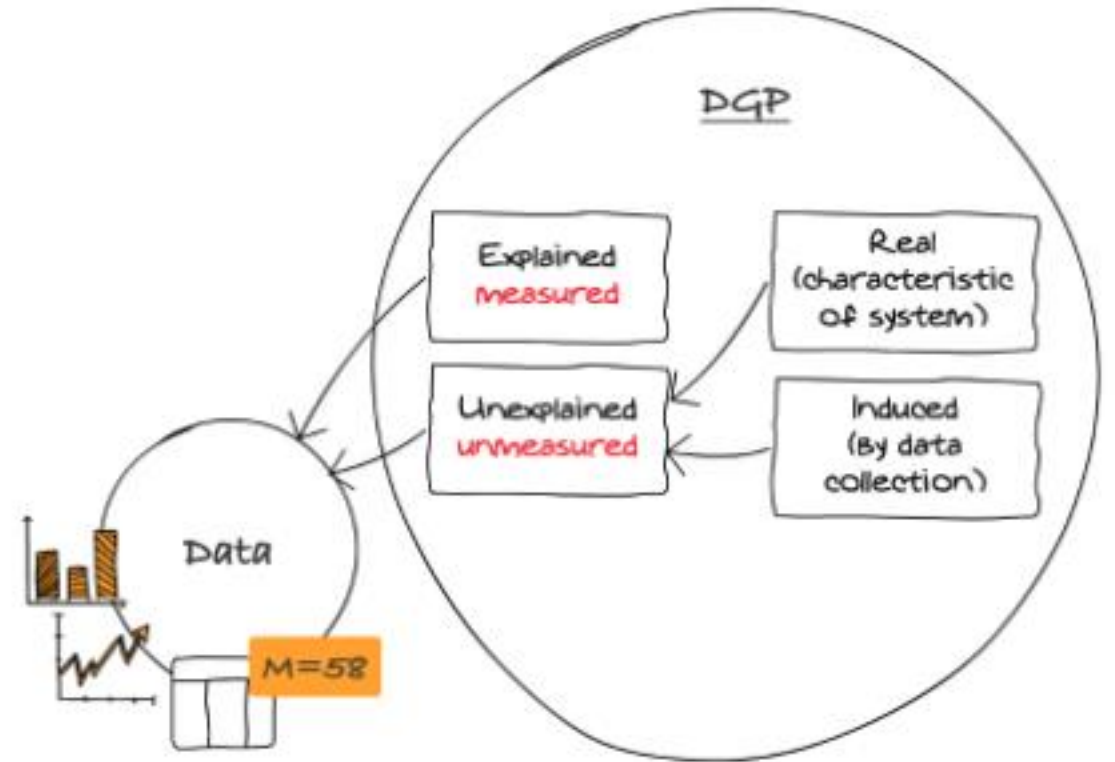 DGP
Explained
measured
Real
(characteristic
of system)
Unexplained
unmeasured
Induced
(By data
collection)
Data
M=58